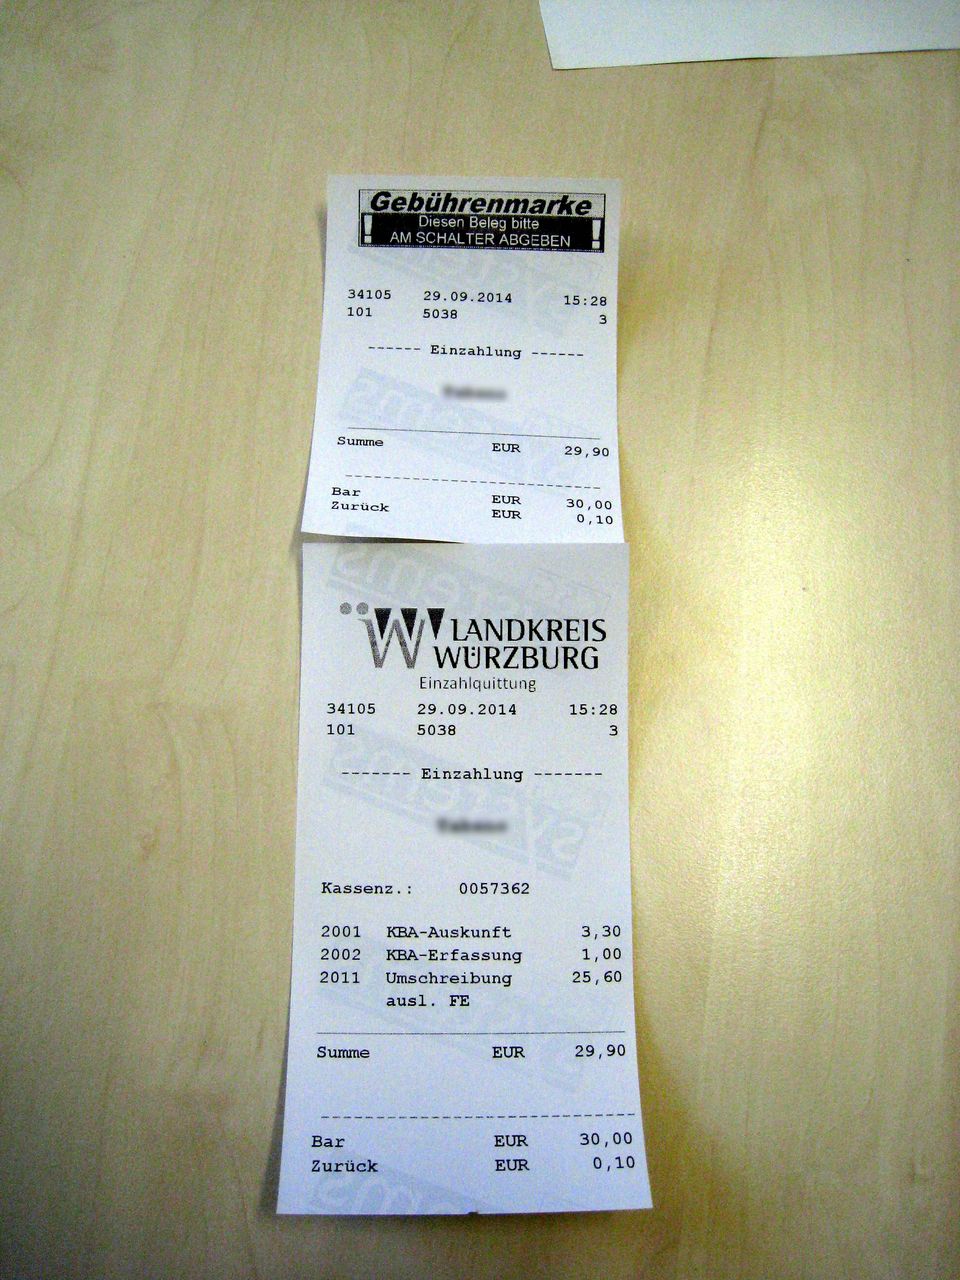 Gebührenmarke
! Diesen Beleg bitte !
AM SCHALTER ABGEBEN
34105 29.09.2014 15:28
101 5038 3
------ Einzahlung ------
Summe EUR 29,90
Bar EUR 30,00
Zurück EUR 0,10
LANDKREIS
WÜRZBURG
Einzahlquittung
34105 29.09.2014 15:28
101 5038 3
------- Einzahlung -------
Kassenz.: 0057362
2001 KBA-Auskunft 3,30
2002 KBA-Erfassung 1,00
2011 Umschreibung 25,60
ausl. FE
Summe EUR 29,90
Bar EUR 30,00
Zurück EUR 0,10